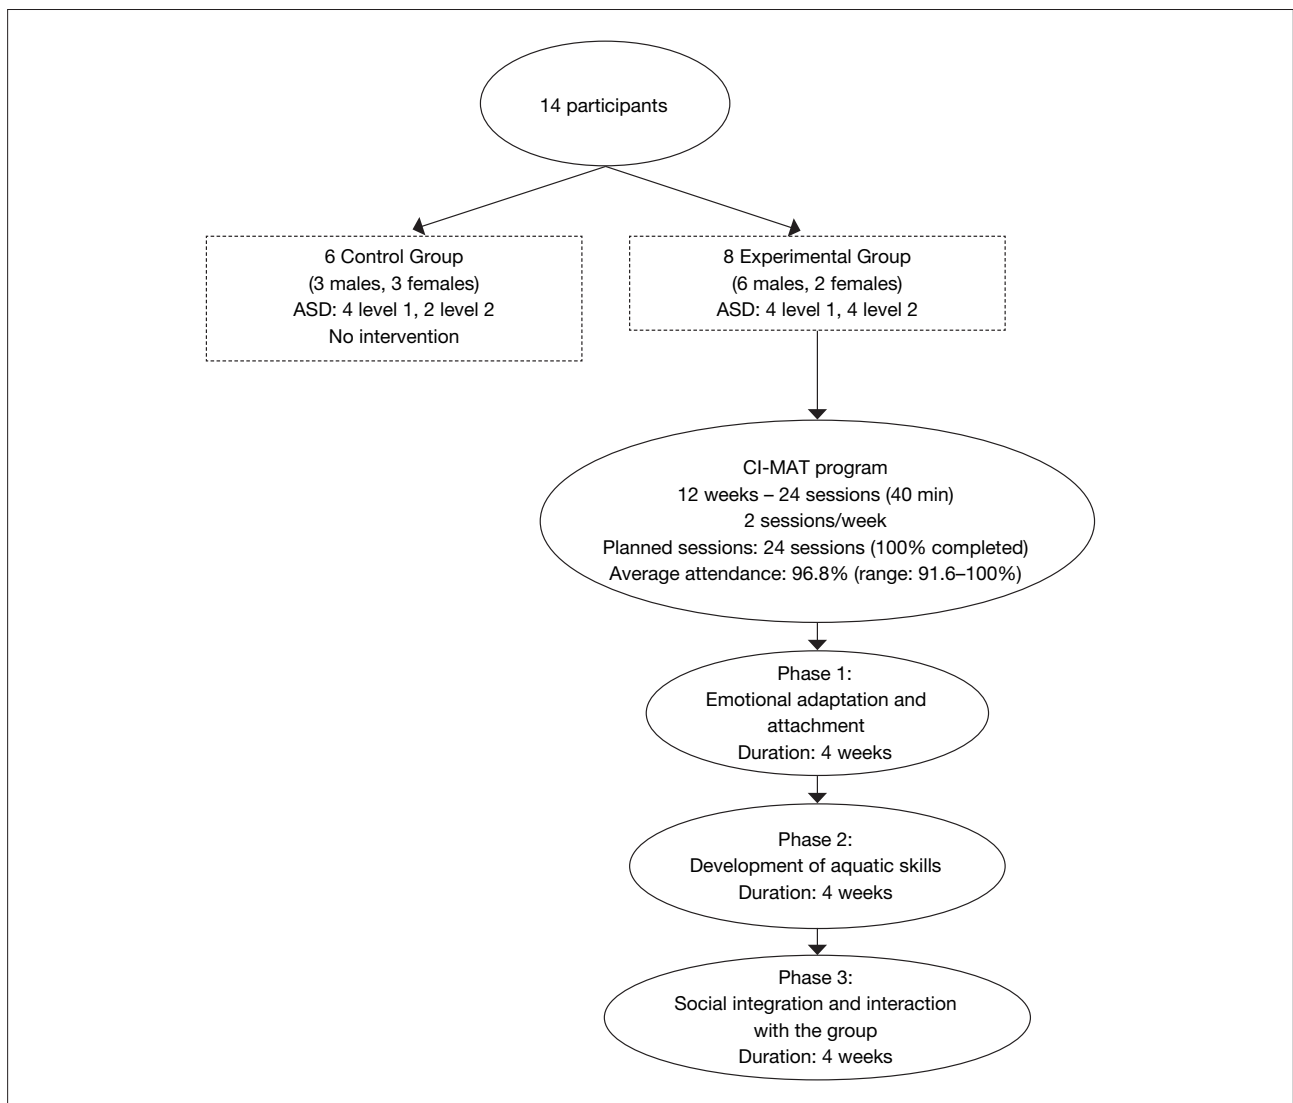 14 participants
6 Control Group
(3 males, 3 females)
ASD: 4 level 1, 2 level 2
No intervention
8 Experimental Group
(6 males, 2 females)
ASD: 4 level 1, 4 level 2
CI-MAT program
12 weeks – 24 sessions (40 min)
2 sessions/week
Planned sessions: 24 sessions (100% completed)
Average attendance: 96.8% (range: 91.6–100%)
Phase 1:
Emotional adaptation and
attachment
Duration: 4 weeks
Phase 2:
Development of aquatic skills
Duration: 4 weeks
Phase 3:
Social integration and interaction
with the group
Duration: 4 weeks